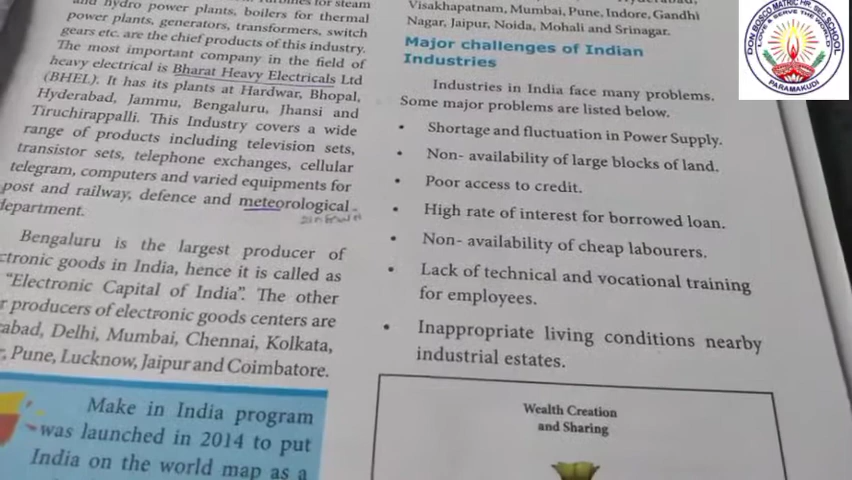 and hydro power plants, boilers for thermal
power plants, generators, transformers, switch
gears etc. are the chief products of this industry.
The most important company in the field of
heavy electrical is Bharat Heavy Electricals Ltd
(BHEL). It has its plants at Hardwar, Bhopal,
Hyderabad, Jammu, Bengaluru, Jhansi and
Tiruchirappalli. This Industry covers a wide
range of products including television sets,
transistor sets, telephone exchanges, cellular
telegram, computers and varied equipments for
post and railway, defence and meteorological
department.
Bengaluru is the largest producer of
ctronic goods in India, hence it is called as
"Electronic Capital of India". The other
r producers of electronic goods centers are
abad, Delhi, Mumbai, Chennai, Kolkata,
, Pune, Lucknow, Jaipur and Coimbatore.
Make in India program
was launched in 2014 to put
India on the world map as a
Visakhapatnam, Mumbai, Pune, Indore, Gandhi
Nagar, Jaipur, Noida, Mohali and Srinagar.
Major challenges of Indian
Industries
Industries in India face many problems.
Some major problems are listed below.
• Shortage and fluctuation in Power Supply.
• Non- availability of large blocks of land.
• Poor access to credit.
• High rate of interest for borrowed loan.
• Non- availability of cheap labourers.
• Lack of technical and vocational training
for employees.
• Inappropriate living conditions nearby
industrial estates.
Wealth Creation
and Sharing
DON BOSCO MATRIC HR. SEC SCHOOL
LOVE & SERVE THE WORLD
PARAMAKUDI